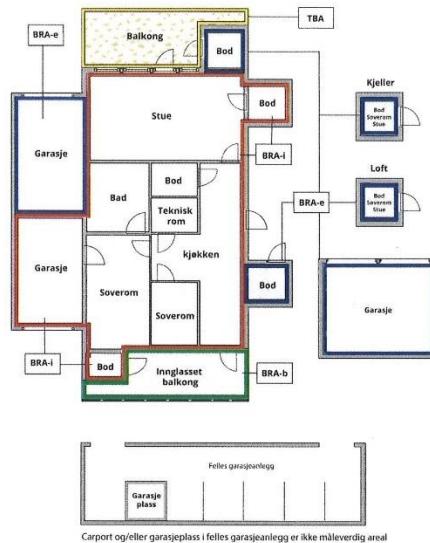 BRA-e
TBA
Balkong
Bod
Kjeller
Stue
Bod
Bod
Soverom
Stue
Garasje
BRA-i
Loft
Bod
Bad
Teknisk
rom
BRA-e
Bod
Soverom
Stue
Garasje
kjøkken
Soverom
Bod
Garasje
Soverom
BRA-i
Bod
Innglasset
balkong
BRA-b
Felles garasjeanlegg
Garasje
plass
Carport og/eller garasjeplass i felles garasjeanlegg er ikke måleverdig areal